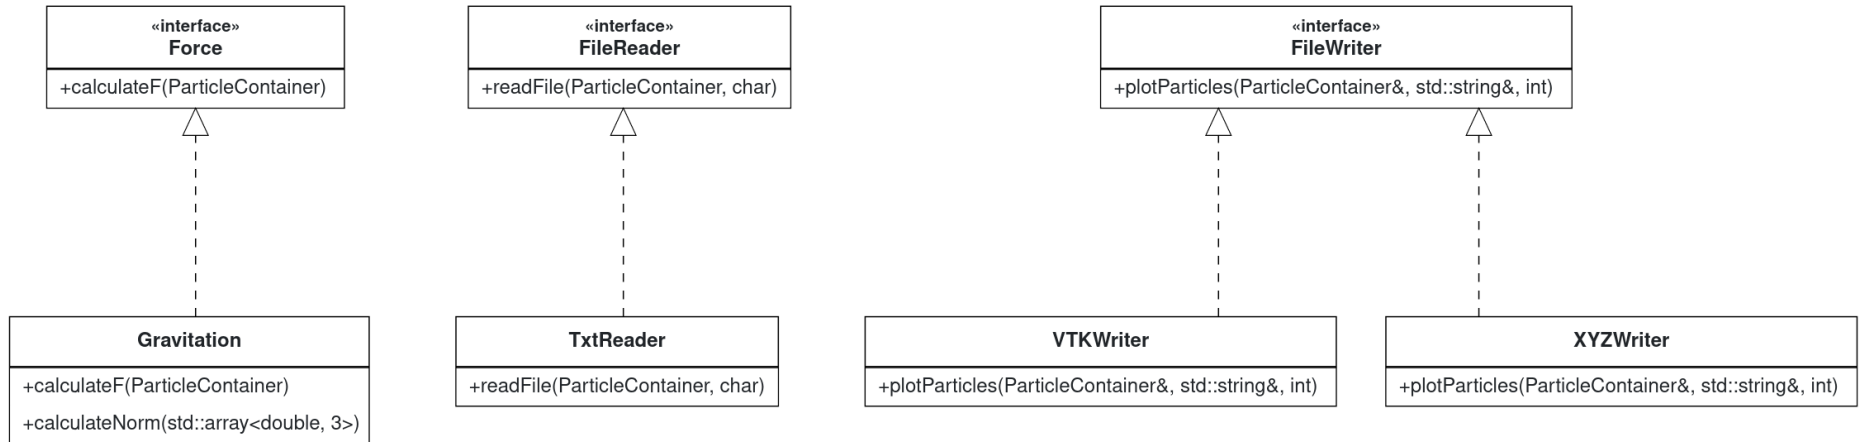 «interface»
Force
+calculateF(ParticleContainer)
«interface»
FileReader
+readFile(ParticleContainer, char)
«interface»
FileWriter
+plotParticles(ParticleContainer&, std::string&, int)
Gravitation
+calculateF(ParticleContainer)
+calculateNorm(std::array<double, 3>)
TxtReader
+readFile(ParticleContainer, char)
VTKWriter
+plotParticles(ParticleContainer&, std::string&, int)
XYZWriter
+plotParticles(ParticleContainer&, std::string&, int)